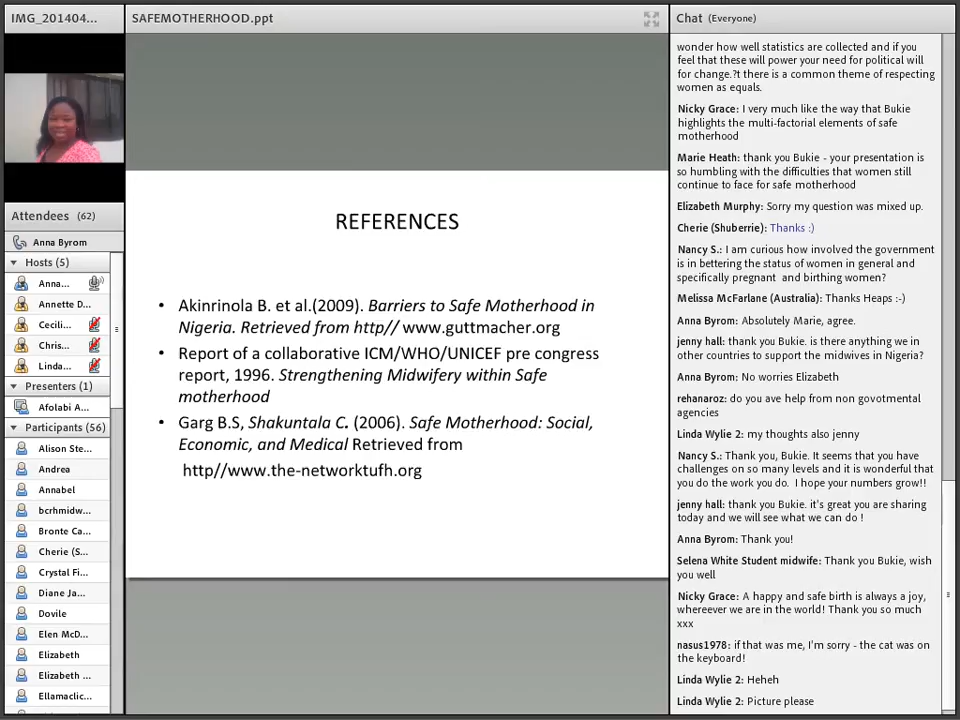 IMG_201404...
SAFEMOTHERHOOD.ppt
Attendees (62)
Anna Byrom
Hosts (5)
Anna...
Annette D...
Cecili...
Chris...
Linda...
Presenters (1)
Afolabi A...
Participants (56)
Alison Ste...
Andrea
Annabel
bcrhmidw...
Bronte Ca...
Cherie (S...
Crystal Fi...
Diane Ja...
Dovile
Elen McD...
Elizabeth
Elizabeth ...
Ellamaclic...
REFERENCES
• Akinrinola B. et al.(2009). Barriers to Safe Motherhood in
Nigeria. Retrieved from http// www.guttmacher.org
• Report of a collaborative ICM/WHO/UNICEF pre congress
report, 1996. Strengthening Midwifery within Safe
motherhood
• Garg B.S, Shakuntala C. (2006). Safe Motherhood: Social,
Economic, and Medical Retrieved from
http//www.the-networktufh.org
Chat (Everyone)
wonder how well statistics are collected and if you
feel that these will power your need for political will
for change.?t there is a common theme of respecting
women as equals.
Nicky Grace: I very much like the way that Bukie
highlights the multi-factorial elements of safe
motherhood
Marie Heath: thank you Bukie - your presentation is
so humbling with the difficulties that women still
continue to face for safe motherhood
Elizabeth Murphy: Sorry my question was mixed up.
Cherie (Shuberrie): Thanks :)
Nancy S.: I am curious how involved the government
is in bettering the status of women in general and
specifically pregnant and birthing women?
Melissa McFarlane (Australia): Thanks Heaps :-)
Anna Byrom: Absolutely Marie, agree.
jenny hall: thank you Bukie. is there anything we in
other countries to support the midwives in Nigeria?
Anna Byrom: No worries Elizabeth
rehanaroz: do you ave help from non govotmental
agencies
Linda Wylie 2: my thoughts also jenny
Nancy S.: Thank you, Bukie. It seems that you have
challenges on so many levels and it is wonderful that
you do the work you do. I hope your numbers grow!!
jenny hall: thank you Bukie. it's great you are sharing
today and we will see what we can do !
Anna Byrom: Thank you!
Selena White Student midwife: Thank you Bukie, wish
you well
Nicky Grace: A happy and safe birth is always a joy,
whereever we are in the world! Thank you so much
xxx
nasus1978: if that was me, I'm sorry - the cat was on
the keyboard!
Linda Wylie 2: Heheh
Linda Wylie 2: Picture please